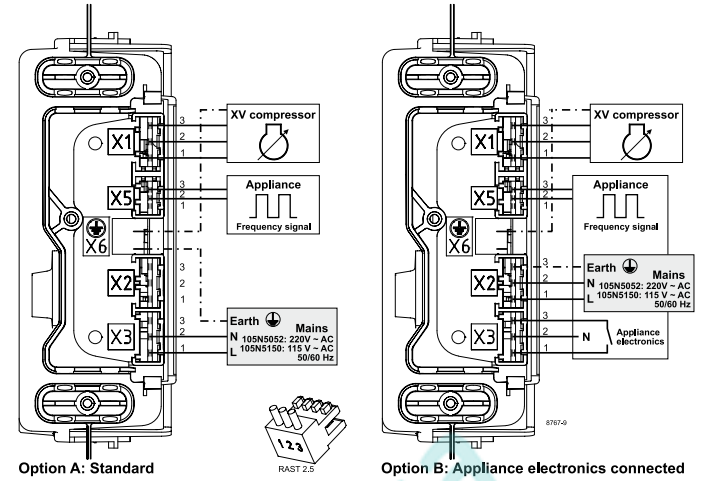 X1
3
2
1
XV compressor
X5
3
2
1
Appliance
Frequency signal
X6
X2
3
2
1
X3
3
2
1
Earth
Mains
N 105N5052: 220V ~ AC
L 105N5150: 115 V ~ AC
50/60 Hz
1 2 3
RAST 2.5
Option A: Standard
X1
3
2
1
XV compressor
X5
3
2
1
Appliance
Frequency signal
X6
X2
3
2
1
Earth
Mains
N 105N5052: 220V ~ AC
L 105N5150: 115 V ~ AC
50/60 Hz
X3
3
2
1
N
Appliance
electronics
8767-9
Option B: Appliance electronics connected